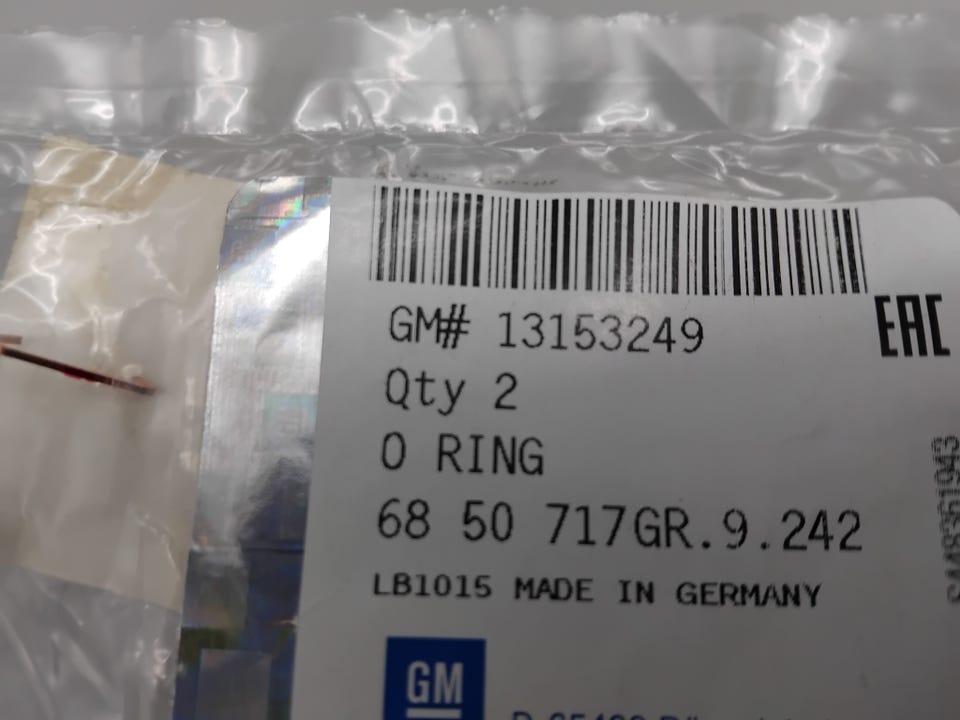 GM# 13153249
EAC
Qty 2
O RING
68 50 717GR.9.242
LB1015 MADE IN GERMANY
GM